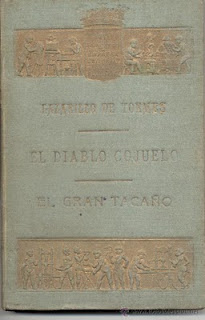 LAZARILLO DE TORMES
EL DIABLO COJUELO
EL GRAN TACAÑO